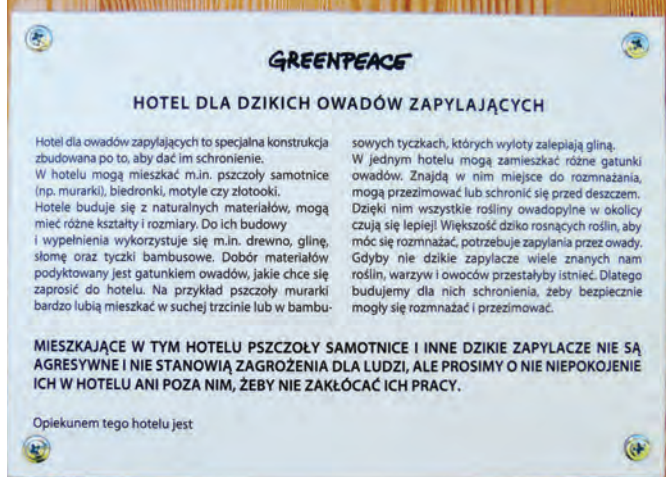 GREENPEACE
HOTEL DLA DZIKICH OWADÓW ZAPYLAJĄCYCH
Hotel dla owadów zapylających to specjalna konstrukcja
zbudowana po to, aby dać im schronienie.
W hotelu mogą mieszkać m.in. pszczoły samotnice
(np. murarki), biedronki, motyle czy złotooki.
Hotele buduje się z naturalnych materiałów, mogą
mieć różne kształty i rozmiary. Do ich budowy
i wypełnienia wykorzystuje się m.in. drewno, glinę,
słomę oraz tyczki bambusowe. Dobór materiałów
podyktowany jest gatunkiem owadów, jakie chce się
zaprosić do hotelu. Na przykład pszczoły murarki
bardzo lubią mieszkać w suchej trzcinie lub w bambu-
sowych tyczkach, których wyloty zalepiają gliną.
W jednym hotelu mogą zamieszkać różne gatunki
owadów. Znajdą w nim miejsce do rozmnażania,
mogą przezimować lub schronić się przed deszczem.
Dzięki nim wszystkie rośliny owadopylne w okolicy
czują się lepiej! Większość dziko rosnących roślin, aby
móc się rozmnażać, potrzebuje zapylania przez owady.
Gdyby nie dzikie zapylacze wiele znanych nam
roślin, warzyw i owoców przestałyby istnieć. Dlatego
budujemy dla nich schronienia, żeby bezpiecznie
mogły się rozmnażać i przezimować.
MIESZKAJĄCE W TYM HOTELU PSZCZOŁY SAMOTNICE I INNE DZIKIE ZAPYLACZE NIE SĄ
AGRESYWNE I NIE STANOWIĄ ZAGROŻENIA DLA LUDZI, ALE PROSIMY O NIE NIEPOKOJENIE
ICH W HOTELU ANI POZA NIM, ŻEBY NIE ZAKŁÓCAĆ ICH PRACY.
Opiekunem tego hotelu jest